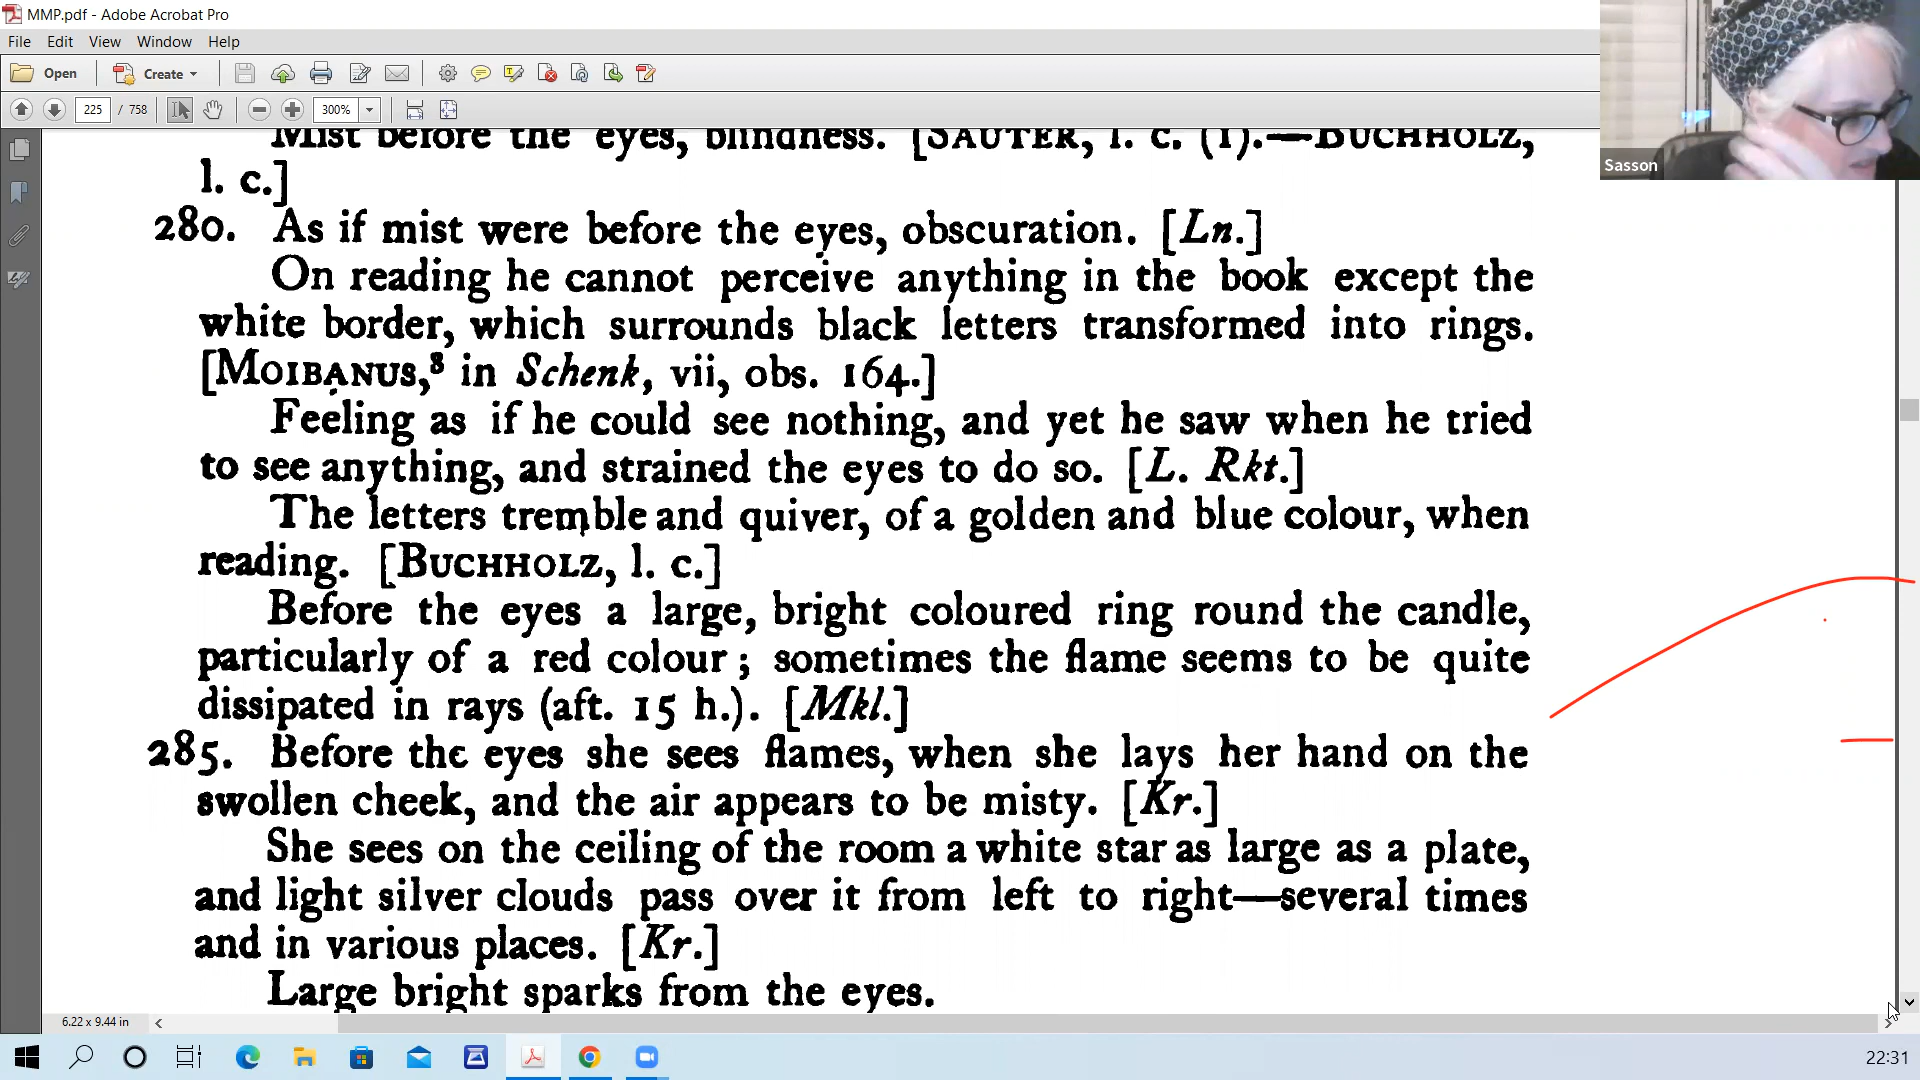 MMP.pdf - Adobe Acrobat Pro
File Edit View Window Help
Open Create
225 / 758 300%
Sasson
Mist before the eyes, blindness. [SAUTER, l. c. (1).—BUCHHOLZ,
l. c.]
280. As if mist were before the eyes, obscuration. [Ln.]
On reading he cannot perceive anything in the book except the
white border, which surrounds black letters transformed into rings.
[MOIBANUS,⁸ in Schenk, vii, obs. 164.]
Feeling as if he could see nothing, and yet he saw when he tried
to see anything, and strained the eyes to do so. [L. Rkt.]
The letters tremble and quiver, of a golden and blue colour, when
reading. [BUCHHOLZ, l. c.]
Before the eyes a large, bright coloured ring round the candle,
particularly of a red colour; sometimes the flame seems to be quite
dissipated in rays (aft. 15 h.). [Mkl.]
285. Before the eyes she sees flames, when she lays her hand on the
swollen cheek, and the air appears to be misty. [Kr.]
She sees on the ceiling of the room a white star as large as a plate,
and light silver clouds pass over it from left to right—several times
and in various places. [Kr.]
Large bright sparks from the eyes.
6.22 x 9.44 in
22:31